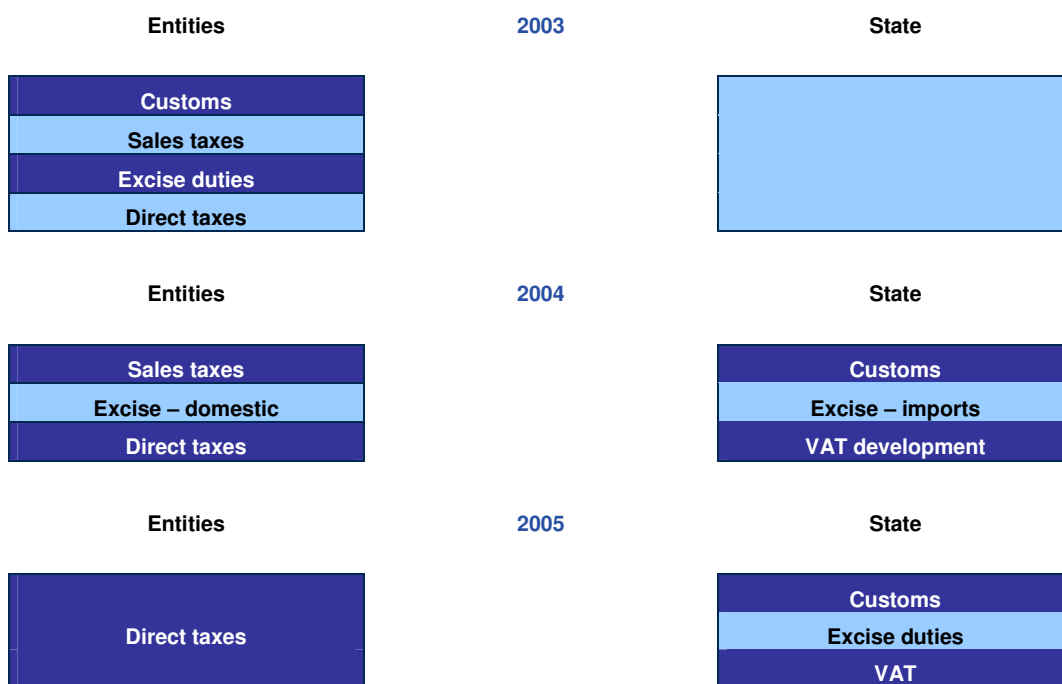 Entities 2003 State
Customs
Sales taxes
Excise duties
Direct taxes
Entities 2004 State
Sales taxes Customs
Excise – domestic Excise – imports
Direct taxes VAT development
Entities 2005 State
Customs
Direct taxes Excise duties
VAT